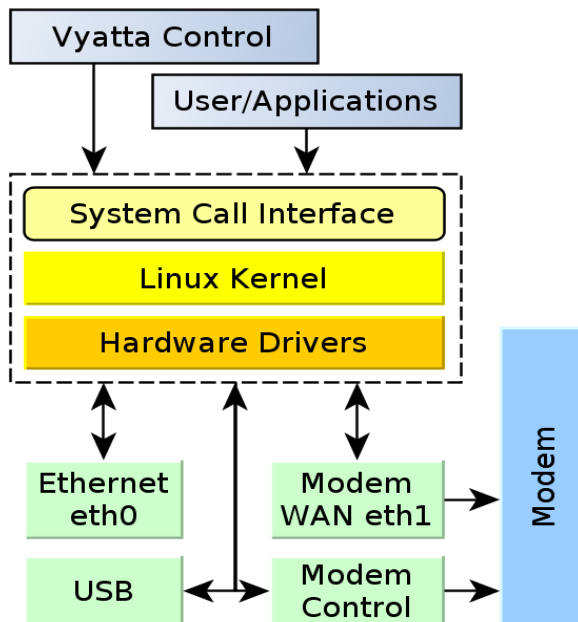 Vyatta Control
User/Applications
System Call Interface
Linux Kernel
Hardware Drivers
Ethernet
eth0
Modem
WAN eth1
Modem
USB
Modem
Control